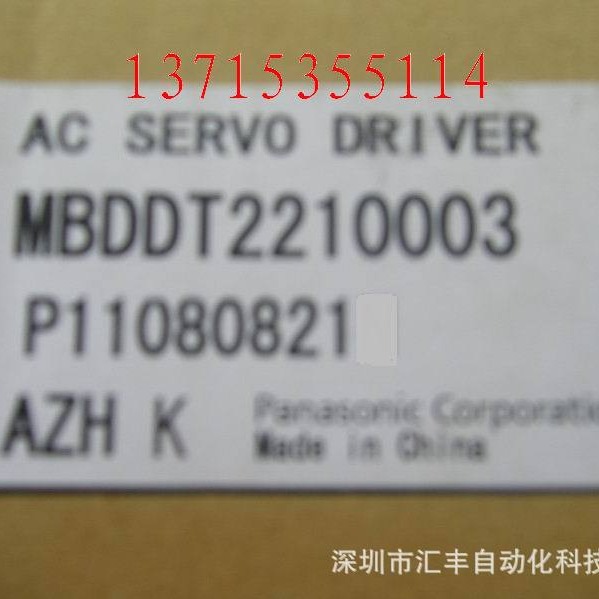 13715355114
AC SERVO DRIVER
MBDDT2210003
P11080821
AZH K Panasonic Corporation
Made in China
深圳市汇丰自动化科技